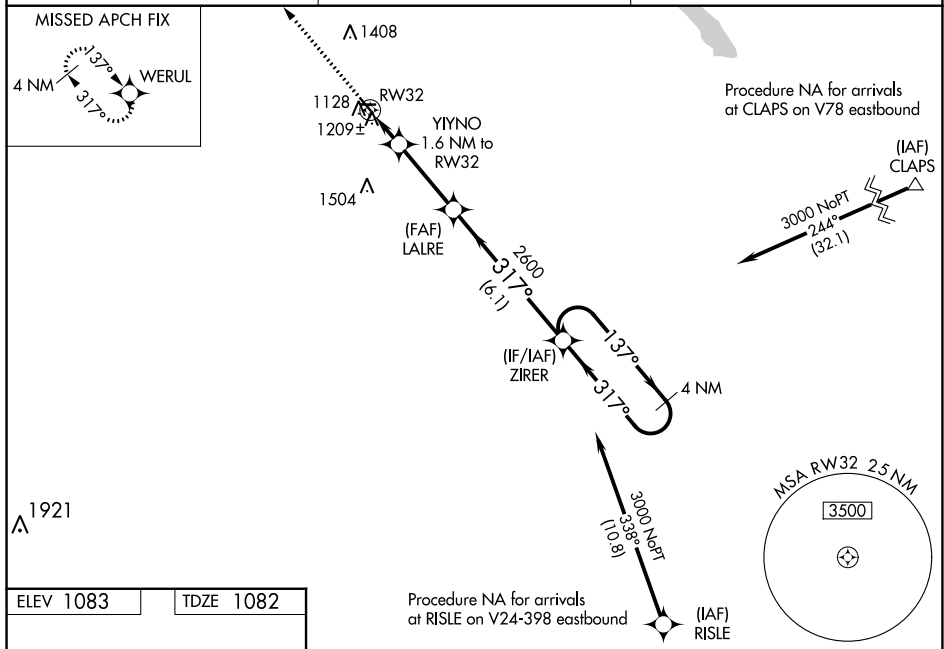 MISSED APCH FIX
137°
4 NM
WERUL
317°
1408
1128
RW32
1209±
YIYNO
1.6 NM to
RW32
1504
(FAF)
LALRE
2600
317°
(6.1)
Procedure NA for arrivals
at CLAPS on V78 eastbound
(IAF)
CLAPS
3000 NoPT
244°
(32.1)
(IF/IAF)
ZIRER
137°
317°
4 NM
3000 NoPT
338°
(10.8)
MSA RW32 25 NM
3500
1921
ELEV 1083
TDZE 1082
Procedure NA for arrivals
at RISLE on V24-398 eastbound
(IAF)
RISLE